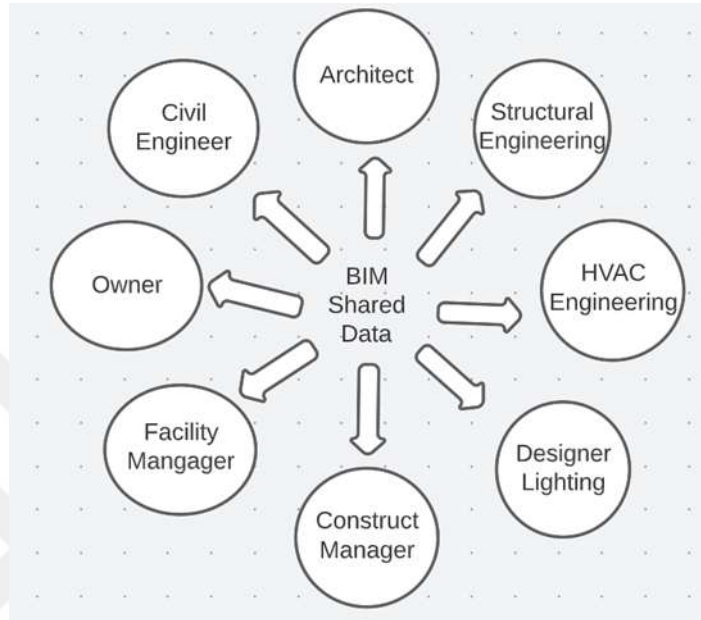 Architect
Civil
Engineer
Structural
Engineering
Owner
BIM
Shared
Data
HVAC
Engineering
Facility
Mangager
Designer
Lighting
Construct
Manager